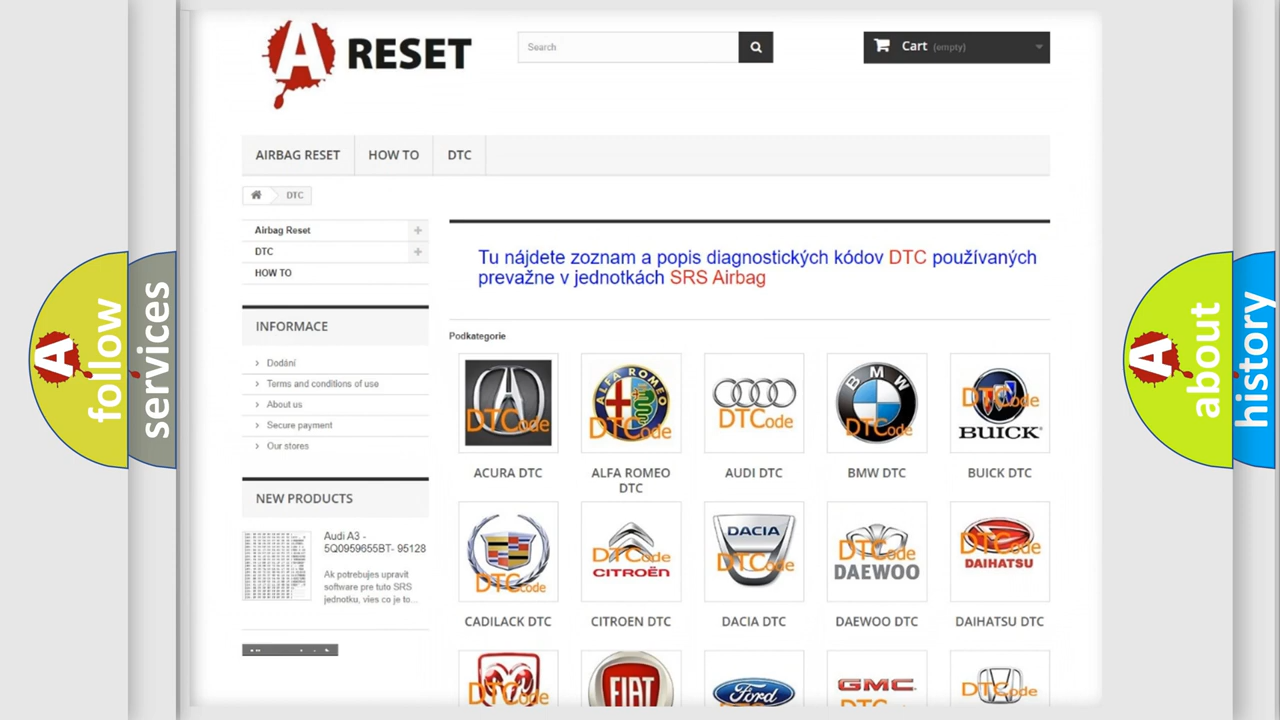 A RESET
Search
Cart (empty)
AIRBAG RESET
HOW TO
DTC
DTC
Airbag Reset
DTC
HOW TO
Tu nájdete zoznam a popis diagnostických kódov DTC používaných
prevažne v jednotkách SRS Airbag
INFORMACE
Dodání
Terms and conditions of use
About us
Secure payment
Our stores
Podkategorie
DTCode
ALFA ROMEO
DTCode
DTCode
BMW
DTCode
DTCode
BUICK
ACURA DTC
ALFA ROMEO
DTC
AUDI DTC
BMW DTC
BUICK DTC
NEW PRODUCTS
Audi A3 -
5Q0959655BT- 95128
Ak potrebujes upravit
software pre tuto SRS
jednotku, vies co je to...
DTCode
DTCode
CITROËN
DACIA
DTCode
DTCode
DAEWOO
DTCode
DAIHATSU
CADILACK DTC
CITROEN DTC
DACIA DTC
DAEWOO DTC
DAIHATSU DTC
DTCode
FIAT
Ford
GMC
DTCode
A follow
services
A about
history